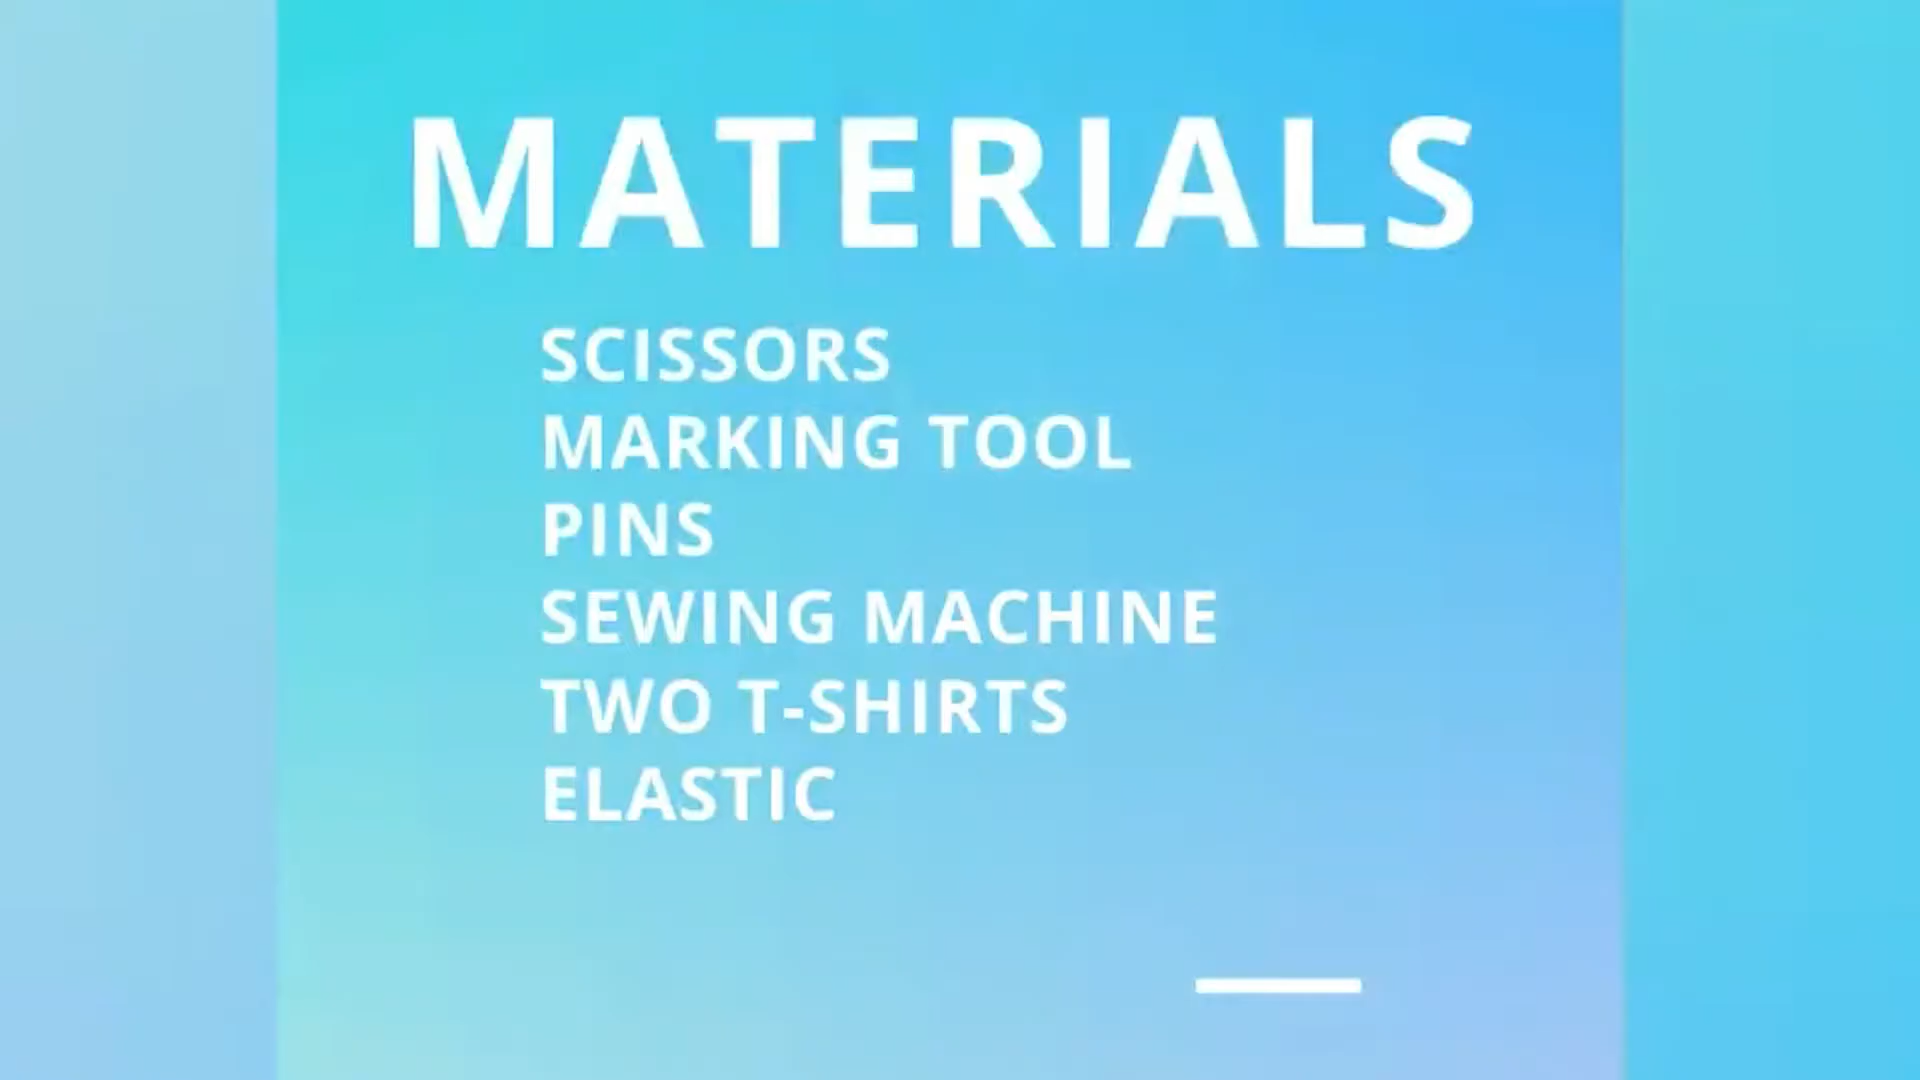 MATERIALS
SCISSORS
MARKING TOOL
PINS
SEWING MACHINE
TWO T-SHIRTS
ELASTIC